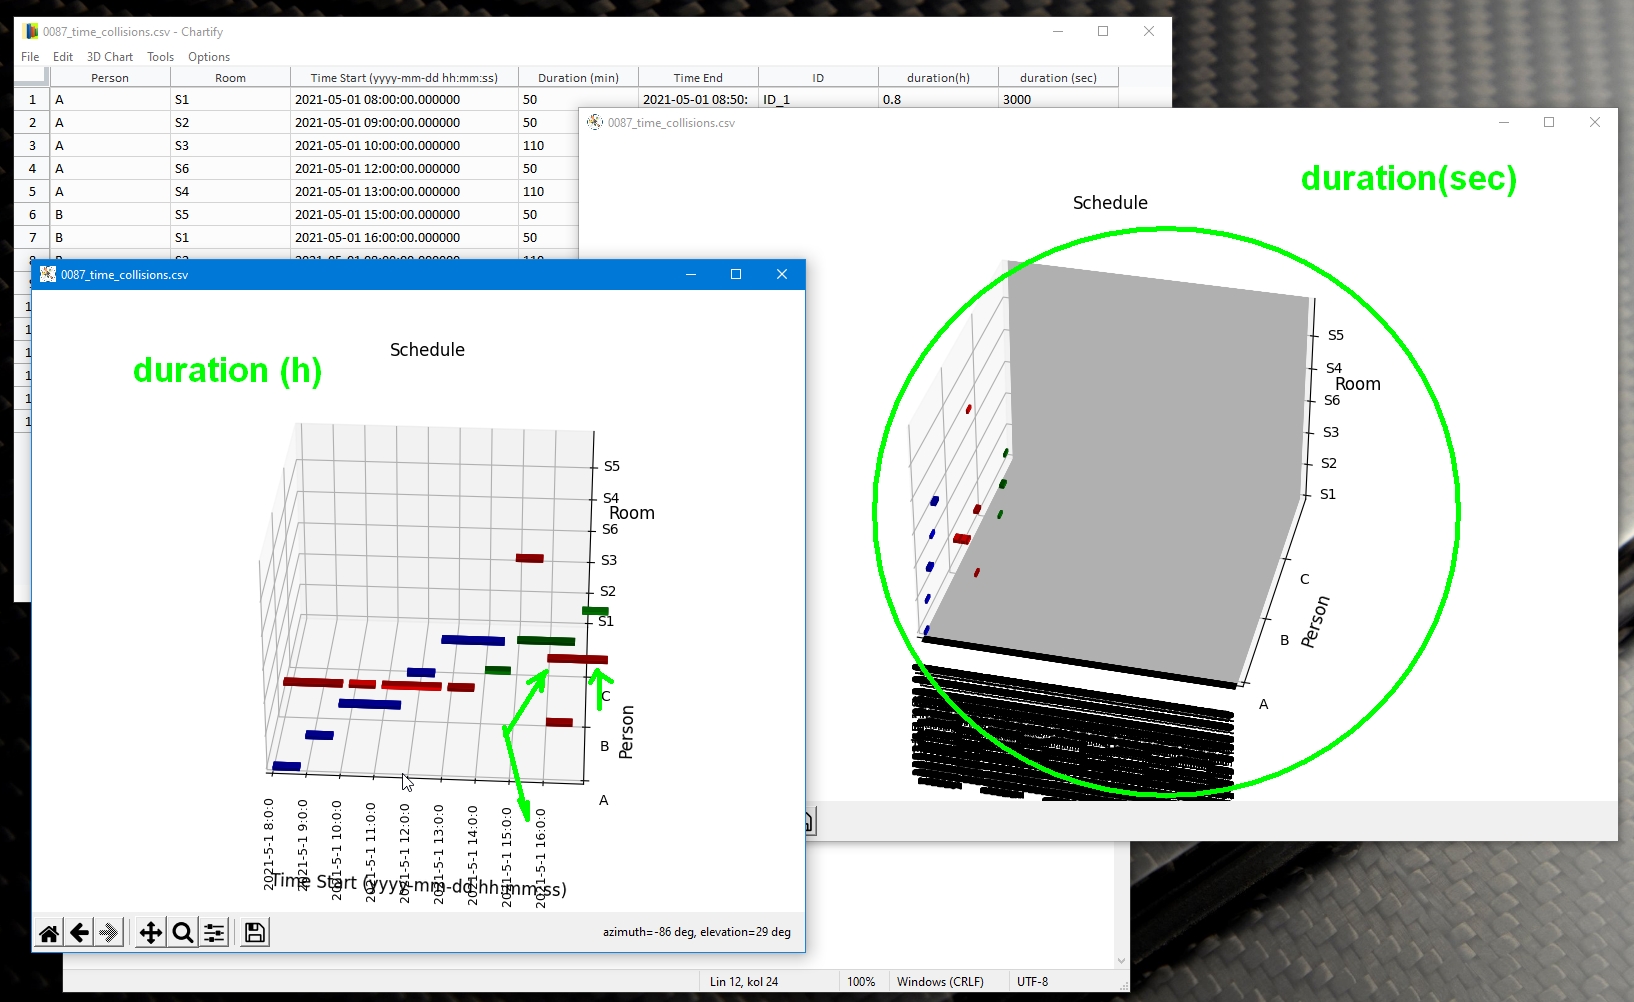 0087_time_collisions.csv - Chartify
File Edit 3D Chart Tools Options
Person Room Time Start (yyyy-mm-dd hh:mm:ss) Duration (min) Time End ID duration(h) duration (sec)
1 A S1 2021-05-01 08:00:00.000000 50 2021-05-01 08:50: ID_1 0.8 3000
2 A S2 2021-05-01 09:00:00.000000 50
3 A S3 2021-05-01 10:00:00.000000 110
4 A S6 2021-05-01 12:00:00.000000 50
5 A S4 2021-05-01 13:00:00.000000 110
6 B S5 2021-05-01 15:00:00.000000 50
7 B S1 2021-05-01 16:00:00.000000 50
0087_time_collisions.csv
duration(sec)
Schedule
S5
S4
Room
S6
S3
S2
S1
C
B
Person
A
0087_time_collisions.csv
Schedule
duration (h)
S5
S4
Room
S6
S3
S2
S1
C
B
Person
A
2021-5-1 8:0:0
2021-5-1 9:0:0
2021-5-1 10:0:0
2021-5-1 11:0:0
2021-5-1 12:0:0
2021-5-1 13:0:0
2021-5-1 14:0:0
2021-5-1 15:0:0
2021-5-1 16:0:0
Time Start (yyyy-mm-dd hh:mm:ss)
azimuth=-86 deg, elevation=29 deg
Lin 12, kol 24 100% Windows (CRLF) UTF-8